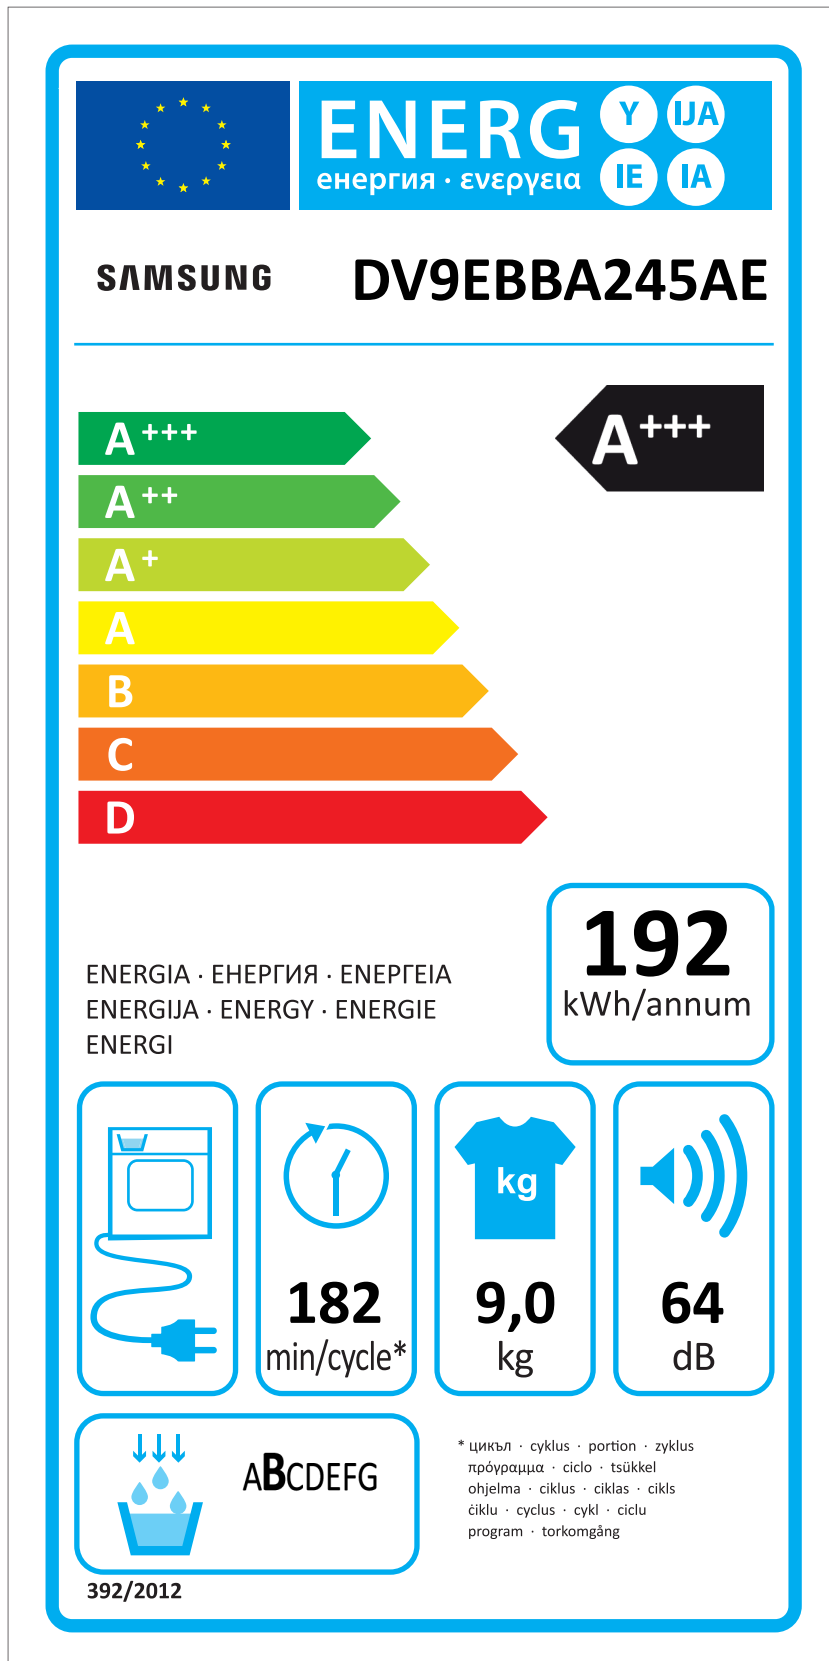 ENERG Y IJA
енергия · ενεργεια IE IA
SAMSUNG DV9EBBA245AE
A+++
A+++
A++
A+
A
B
C
D
192
kWh/annum
ENERGIA · ЕНЕРГИЯ · ΕΝΕΡΓΕΙΑ
ENERGIJA · ENERGY · ENERGIE
ENERGI
kg
182
min/cycle*
9,0
kg
64
dB
ABCDEFG
* цикъл · cyklus · portion · zyklus
πρόγραμμα · ciclo · tsükkel
ohjelma · ciklus · ciklas · cikls
ċiklu · cyclus · cykl · ciclu
program · torkomgång
392/2012